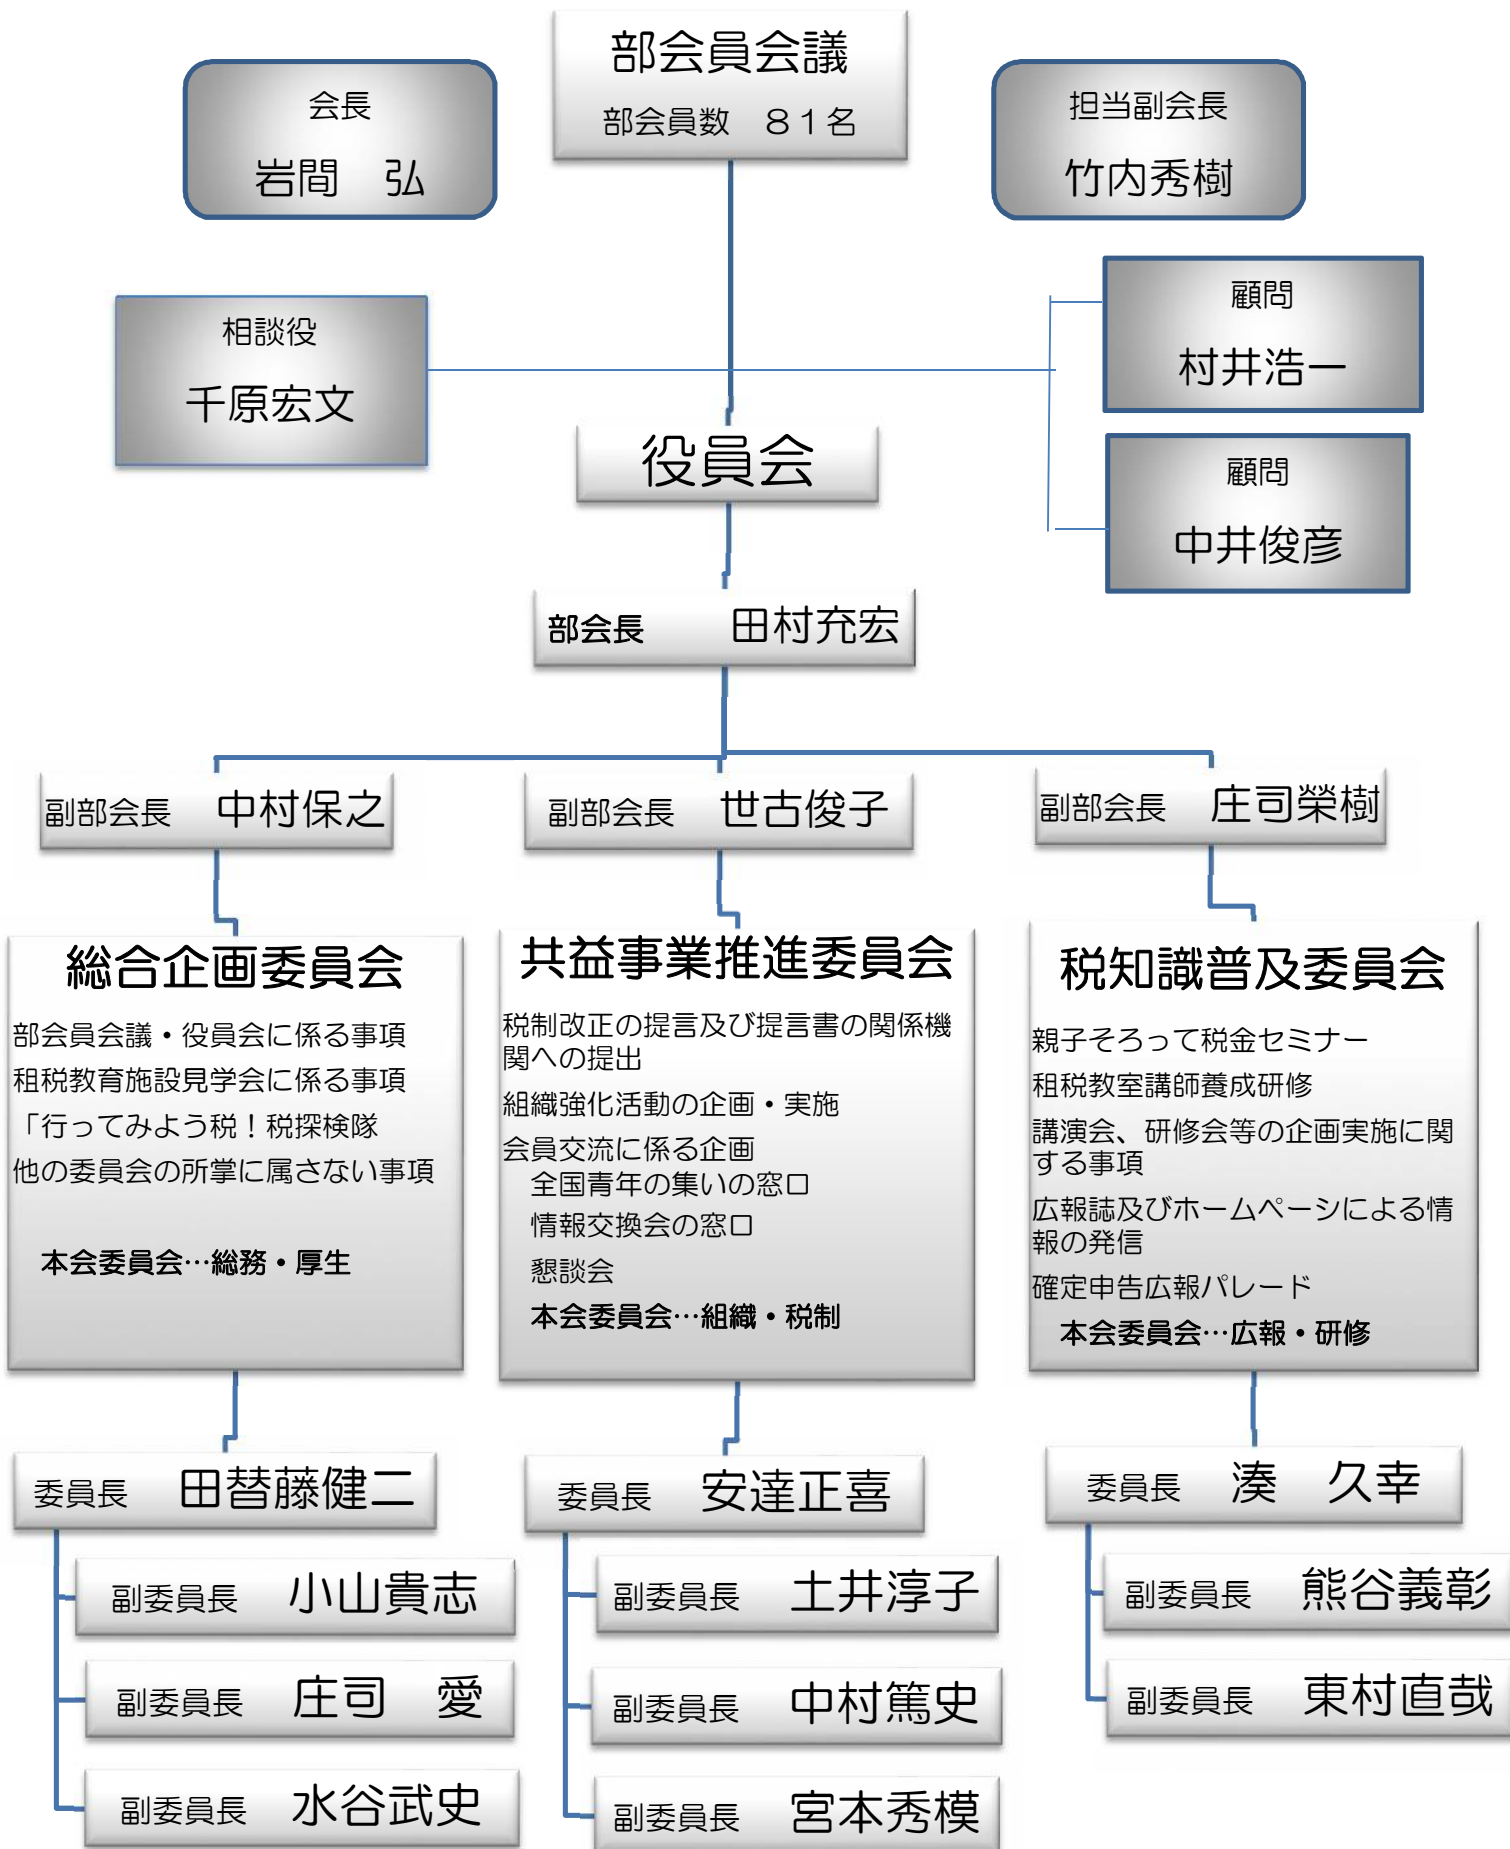 部会員会議
部会員数　８１名
会長
岩間　弘
担当副会長
竹内秀樹
相談役
千原宏文
顧問
村井浩一
顧問
中井俊彦
役員会
部会長　田村充宏
副部会長　中村保之
副部会長　世古俊子
副部会長　庄司榮樹
総合企画委員会
部会員会議・役員会に係る事項
租税教育施設見学会に係る事項
「行ってみよう税！税探検隊
他の委員会の所掌に属さない事項
本会委員会…総務・厚生
共益事業推進委員会
税制改正の提言及び提言書の関係機
関への提出
組織強化活動の企画・実施
会員交流に係る企画
全国青年の集いの窓口
情報交換会の窓口
懇談会
本会委員会…組織・税制
税知識普及委員会
親子そろって税金セミナー
租税教室講師養成研修
講演会、研修会等の企画実施に関
する事項
広報誌及びホームページによる情
報の発信
確定申告広報パレード
本会委員会…広報・研修
委員長　田替藤健二
副委員長　小山貴志
副委員長　庄司　愛
副委員長　水谷武史
委員長　安達正喜
副委員長　土井淳子
副委員長　中村篤史
副委員長　宮本秀模
委員長　湊　久幸
副委員長　熊谷義彰
副委員長　東村直哉